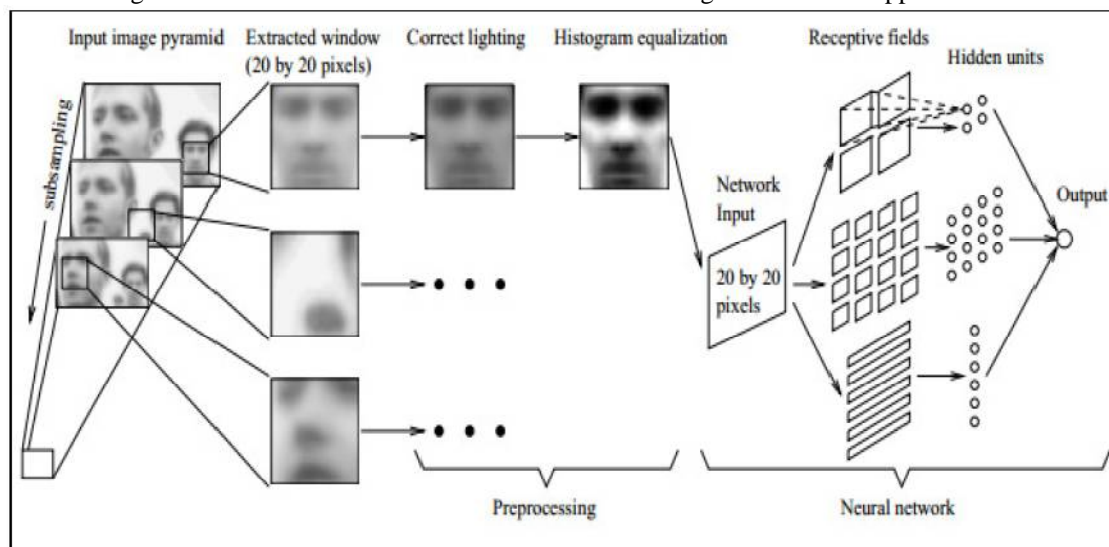 Input image pyramid
Extracted window
(20 by 20 pixels)
Correct lighting
Histogram equalization
Receptive fields
Hidden units
subsampling
Network
Input
Output
20 by 20
pixels
Preprocessing
Neural network